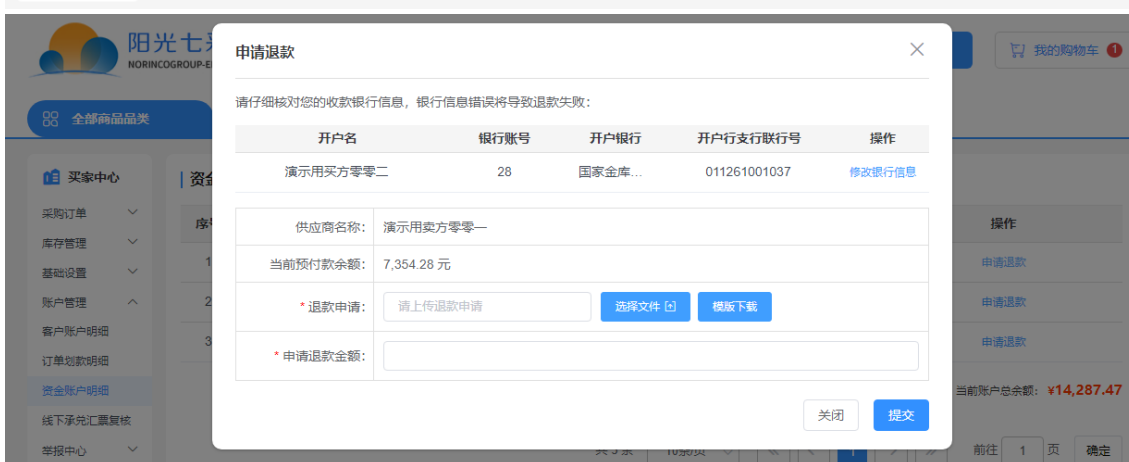 阳光七
NORINCOGROUP-E
我的购物车 1
全部商品品类
申请退款
请仔细核对您的收款银行信息，银行信息错误将导致退款失败：
开户名 银行账号 开户银行 开户行支行联行号 操作
演示用买方零零二 28 国家金库... 011261001037 修改银行信息
供应商名称： 演示用卖方零零一
当前预付款余额： 7,354.28 元
* 退款申请： 请上传退款申请 选择文件 模版下载
* 申请退款金额：
关闭 提交
买家中心
采购订单
库存管理
基础设置
账户管理
客户账户明细
订单划款明细
资金账户明细
线下承兑汇票复核
举报中心
操作
1 申请退款
2 申请退款
3 申请退款
当前账户总余额：¥14,287.47
前往 1 页 确定